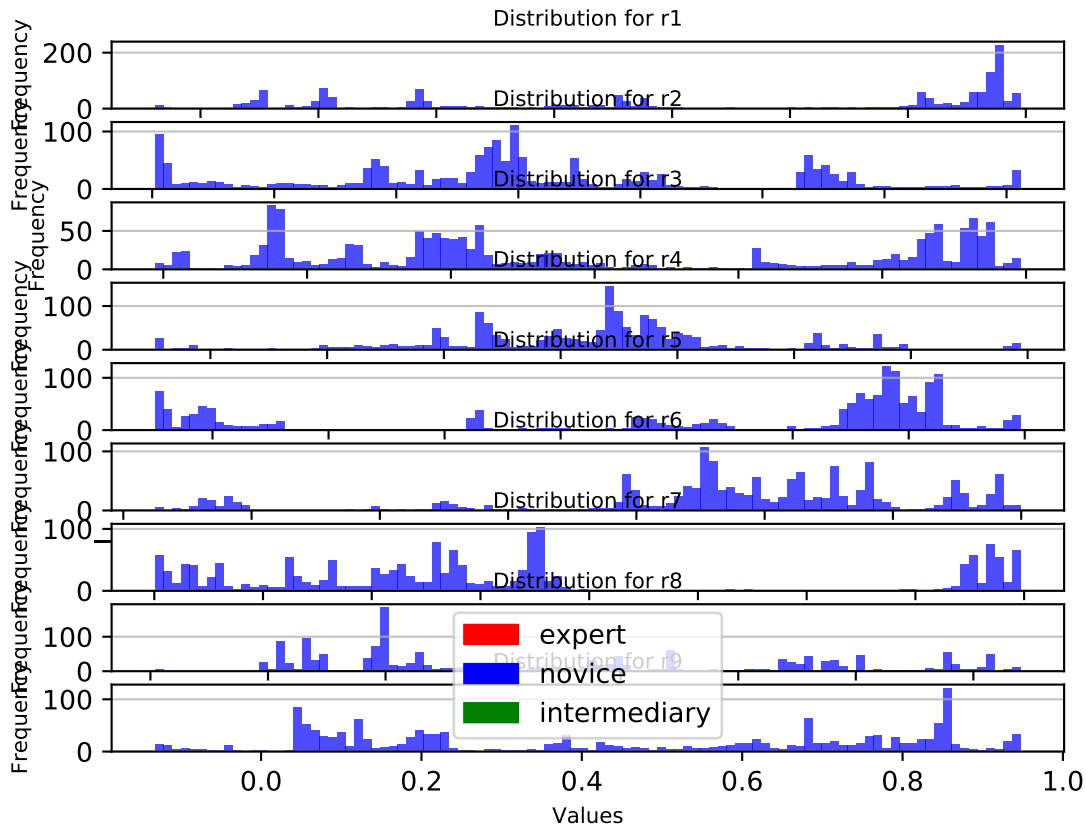 Distribution for r1
200
0
Frequency
Distribution for r2
100
0
Frequency
Distribution for r3
50
0
Frequency
Distribution for r4
100
0
Frequency
Distribution for r5
100
0
Frequency
Distribution for r6
100
0
Frequency
Distribution for r7
100
0
Frequency
Distribution for r8
100
0
Frequency
Distribution for r9
100
0
Frequency
expert
novice
intermediary
0.0 0.2 0.4 0.6 0.8 1.0
Values